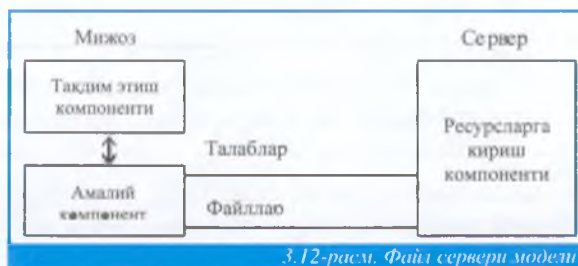 Мижоз
Сервер
Тақдим этиш
компоненти
Амалий
компонент
Талаблар
Файллар
Ресурсларга
кириш
компоненти
3.12-расм. Файл сервери модели